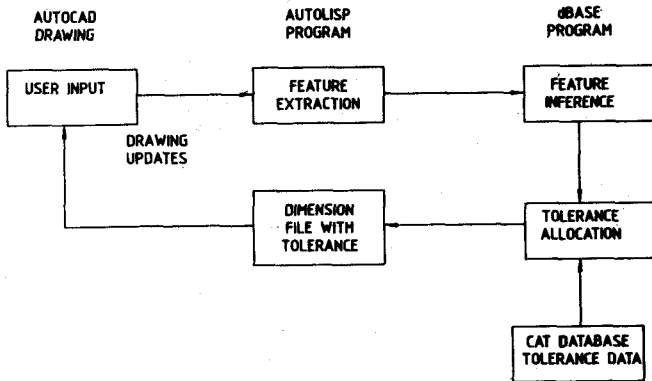 AUTOCAD
DRAWING
AUTOLISP
PROGRAM
dBASE
PROGRAM
USER INPUT
FEATURE
EXTRACTION
FEATURE
INFERENCE
DRAWING
UPDATES
DIMENSION
FILE WITH
TOLERANCE
TOLERANCE
ALLOCATION
CAT DATABASE
TOLERANCE DATA